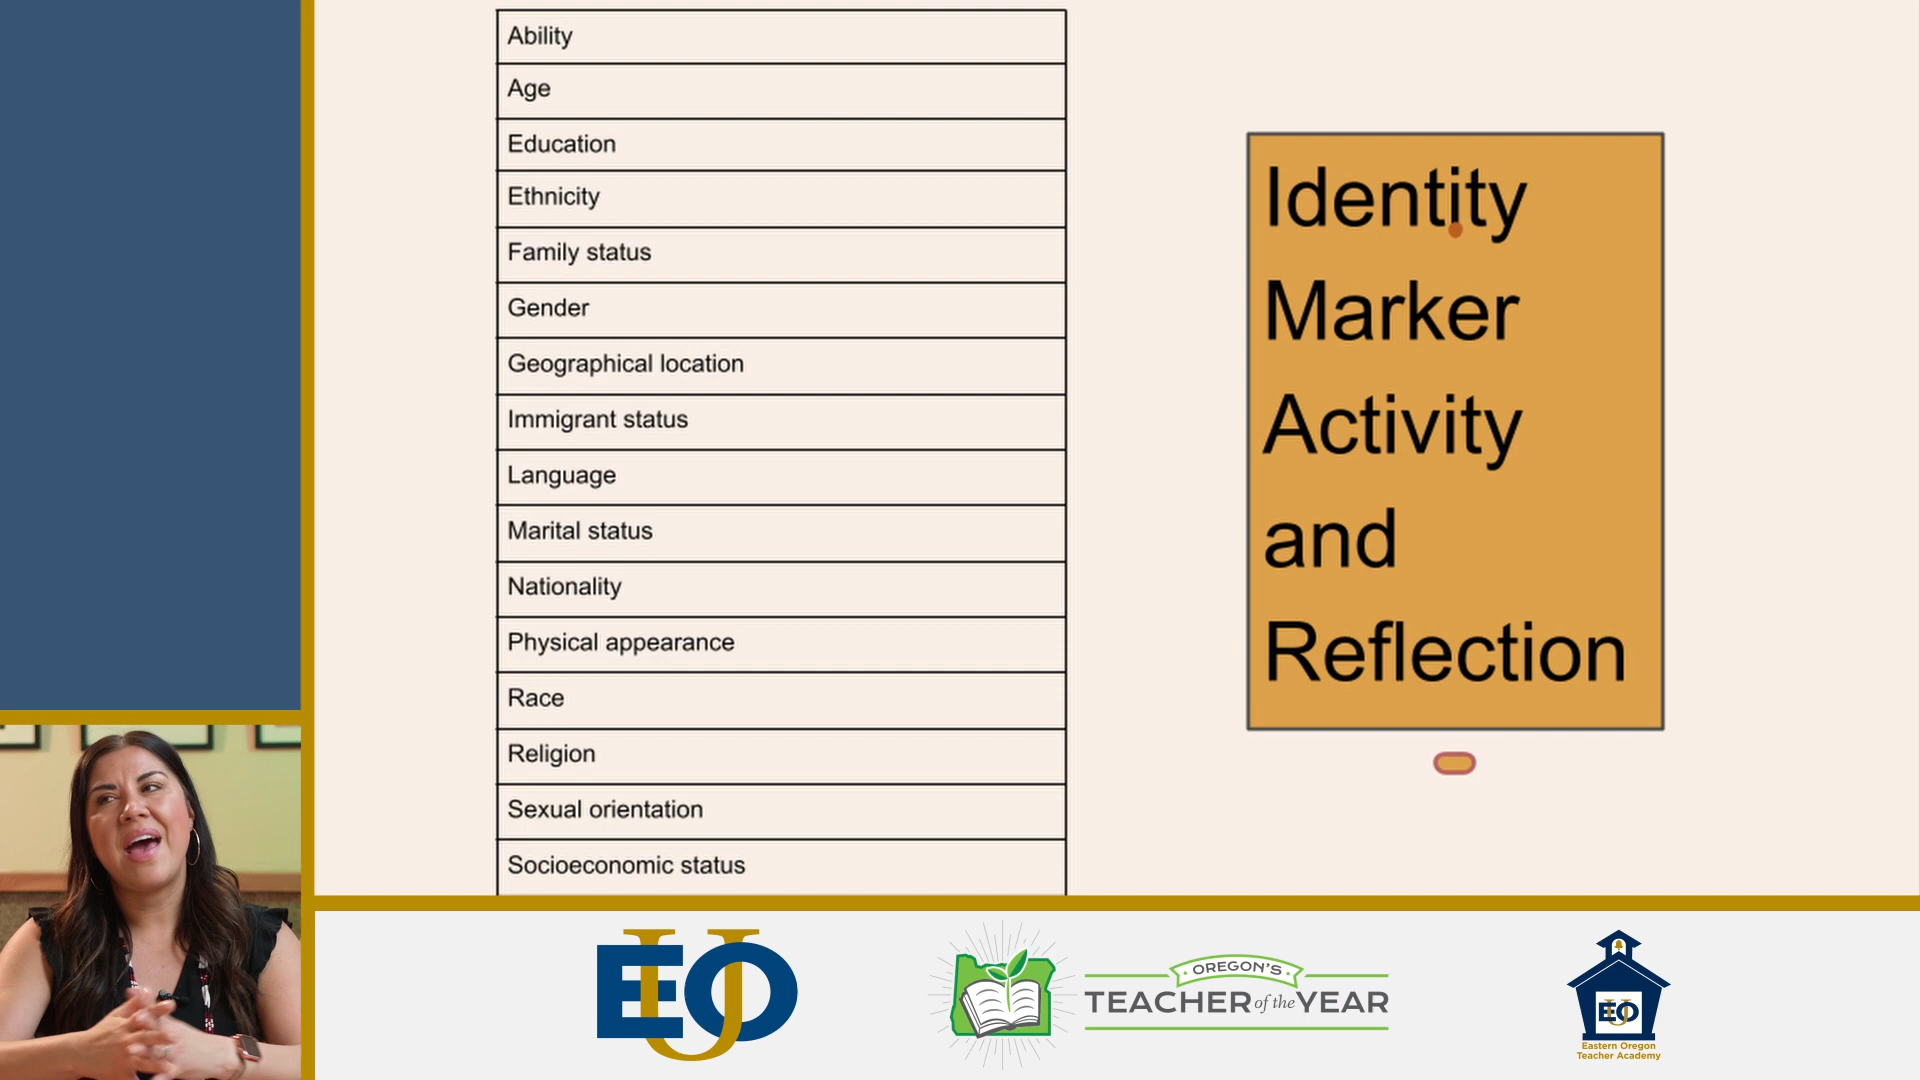 Ability
Age
Education
Ethnicity
Family status
Gender
Geographical location
Immigrant status
Language
Marital status
Nationality
Physical appearance
Race
Religion
Sexual orientation
Socioeconomic status
Identity
Marker
Activity
and
Reflection
EOU
OREGON'S
TEACHER of the YEAR
EOU
Eastern Oregon
Teacher Academy